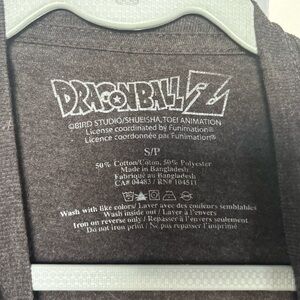 DRAGONBALL Z
©BIRD STUDIO/SHUEISHA, TOEI ANIMATION
License coordinated by Funimation®
Licence coordonnée par Funimation®
S/P
50% Cotton/Coton, 50% Polyester
Made in Bangladesh
Fabriqué au Bangladesh
CA# 04483 / RN# 104511
Wash with like colors/ Laver avec des couleurs semblables
Wash inside out / Laver à l'envers
Iron on reverse only / Repasser à l'envers seulement
Do not iron print / Ne pas repasser l'imprimé